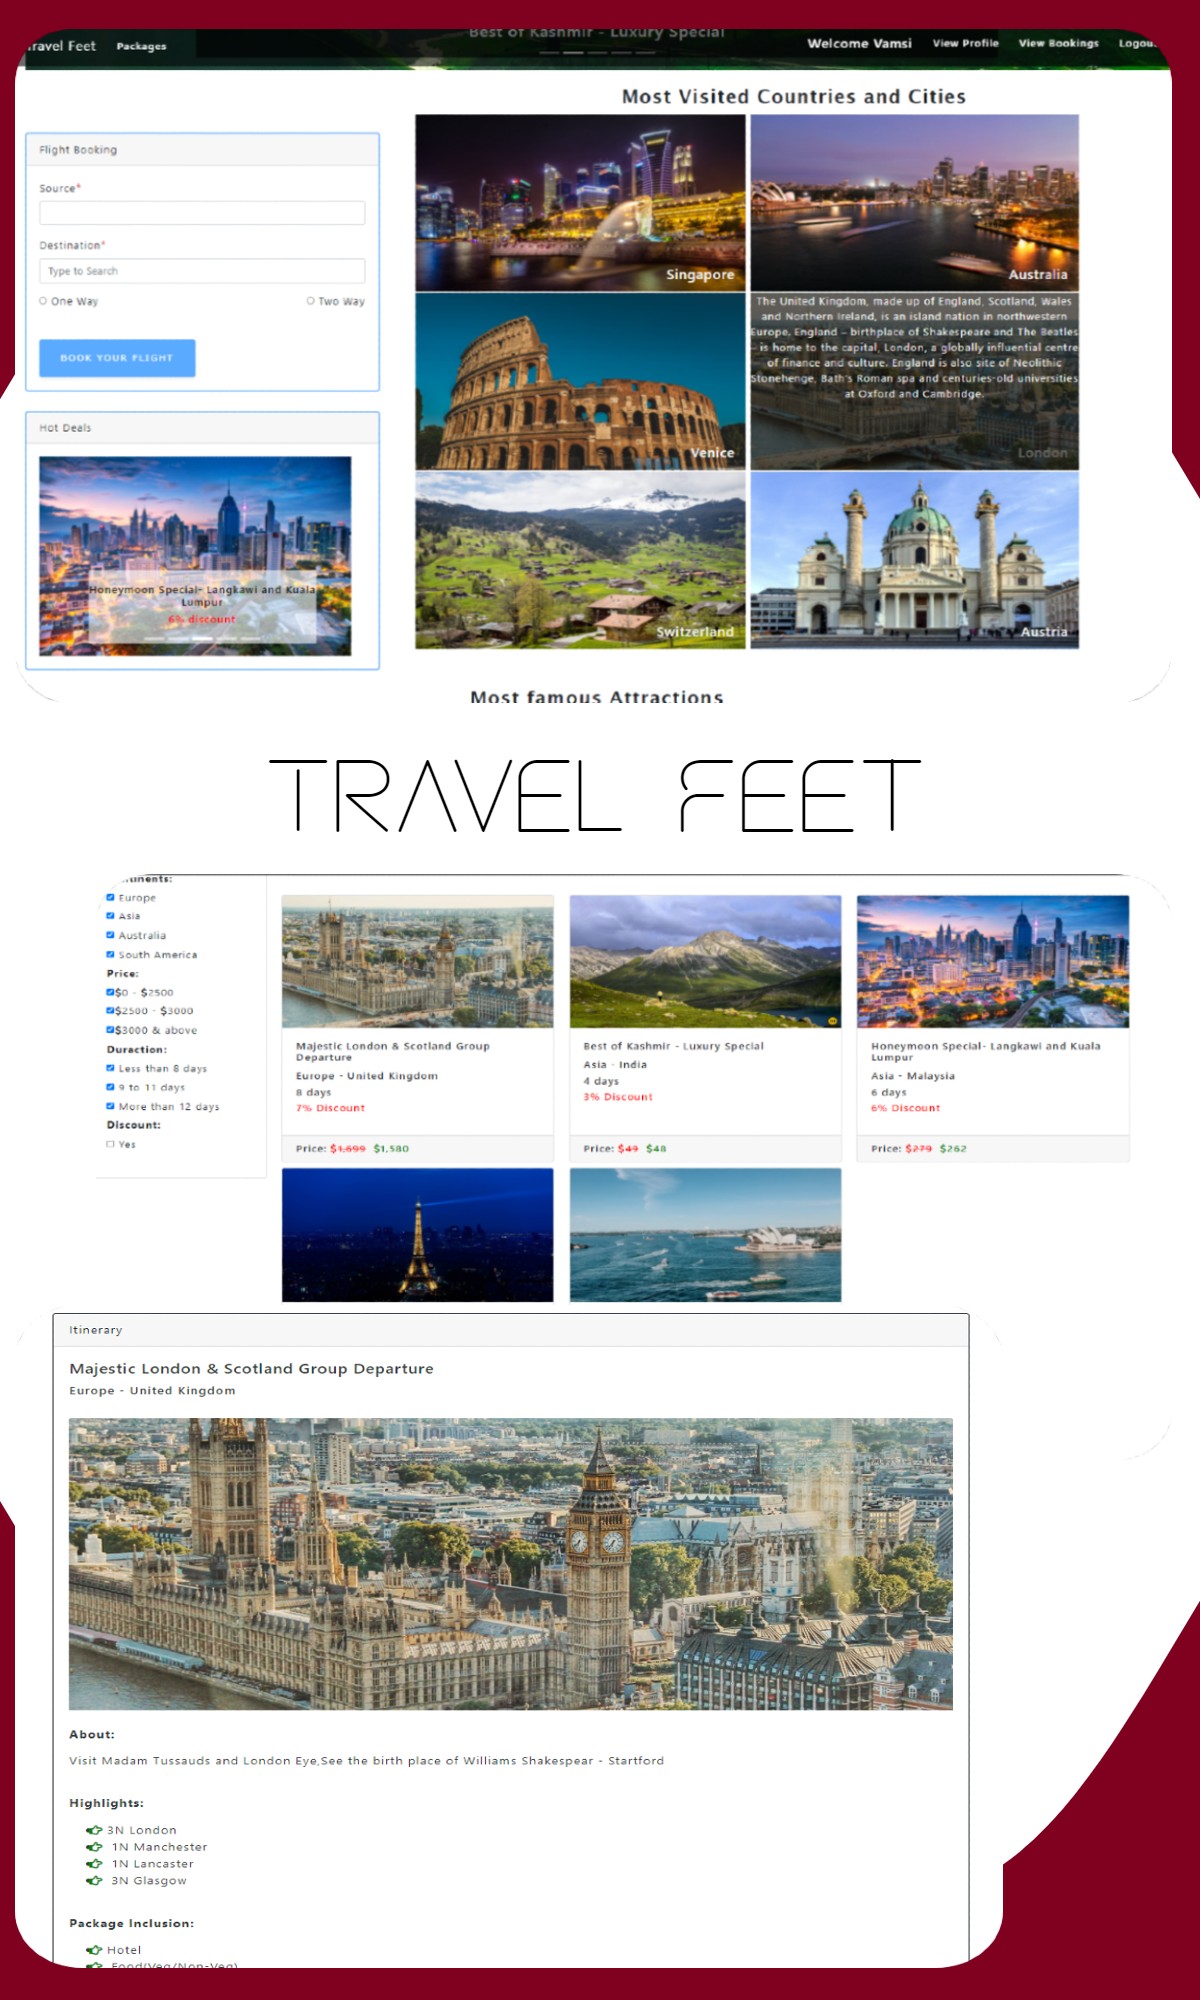 Best of Kashmir - Luxury Special
Travel Feet Packages Welcome Vamsi View Profile View Bookings
Most Visited Countries and Cities
Flight Booking
Source*
Destination*
Type to Search
One Way Two Way
BOOK YOUR FLIGHT
Hot Deals
Honeymoon Special- Langkawi and Kuala
Lumpur
6% discount
Singapore
Australia
Venice
The United Kingdom, made up of England, Scotland, Wales
and Northern Ireland, is an island nation in northwestern
Europe. England – birthplace of Shakespeare and The Beatles
– is home to the capital, London, a globally influential centre
of finance and culture. England is also site of Neolithic
Stonehenge, Bath's Roman spa and centuries-old universities
at Oxford and Cambridge.
London
Switzerland
Austria
Most famous Attractions
TRAVEL FEET
Europe
Asia
Australia
South America
Price:
$0 - $2500
$2500 - $3000
$3000 & above
Duraction:
Less than 8 days
9 to 11 days
More than 12 days
Discount:
Yes
Majestic London & Scotland Group
Departure
Europe - United Kingdom
8 days
7% Discount
Price: $1,699 $1,580
Best of Kashmir - Luxury Special
Asia - India
4 days
3% Discount
Price: $49 $48
Honeymoon Special- Langkawi and Kuala
Lumpur
Asia - Malaysia
6 days
6% Discount
Price: $279 $262
Itinerary
Majestic London & Scotland Group Departure
Europe - United Kingdom
About:
Visit Madam Tussauds and London Eye,See the birth place of Williams Shakespear - Startford
Highlights:
3N London
1N Manchester
1N Lancaster
3N Glasgow
Package Inclusion:
Hotel
Food(Veg/Non-Veg)